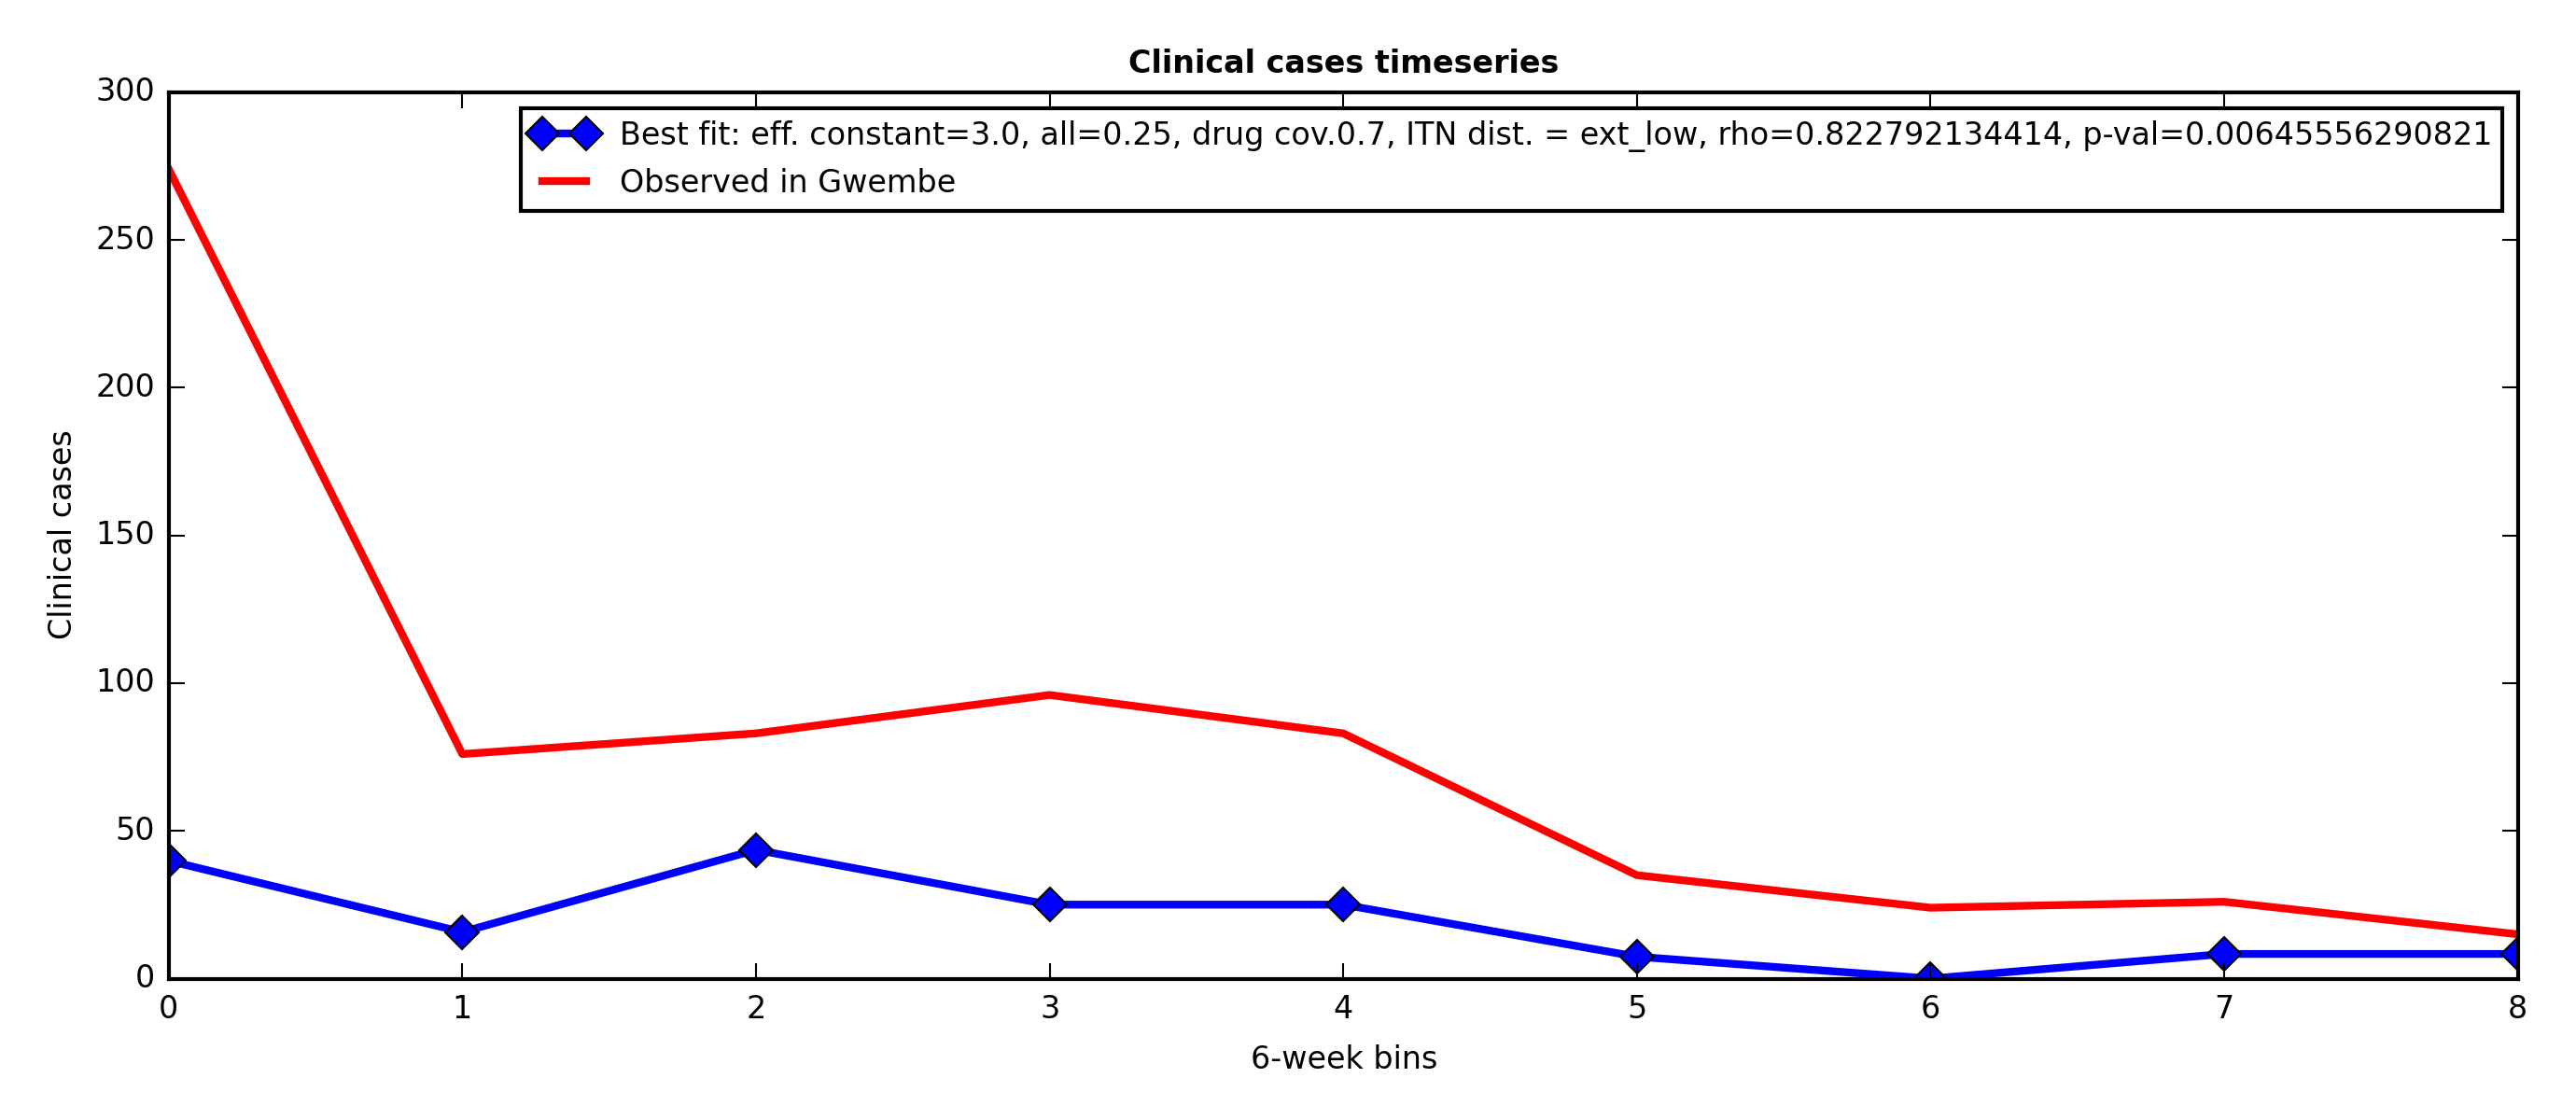 Clinical cases timeseries
300
250
200
150
100
50
0
Clinical cases
Best fit: eff. constant=3.0, all=0.25, drug cov.0.7, ITN dist. = ext_low, rho=0.822792134414, p-val=0.00645556290821
Observed in Gwembe
0 1 2 3 4 5 6 7 8
6-week bins